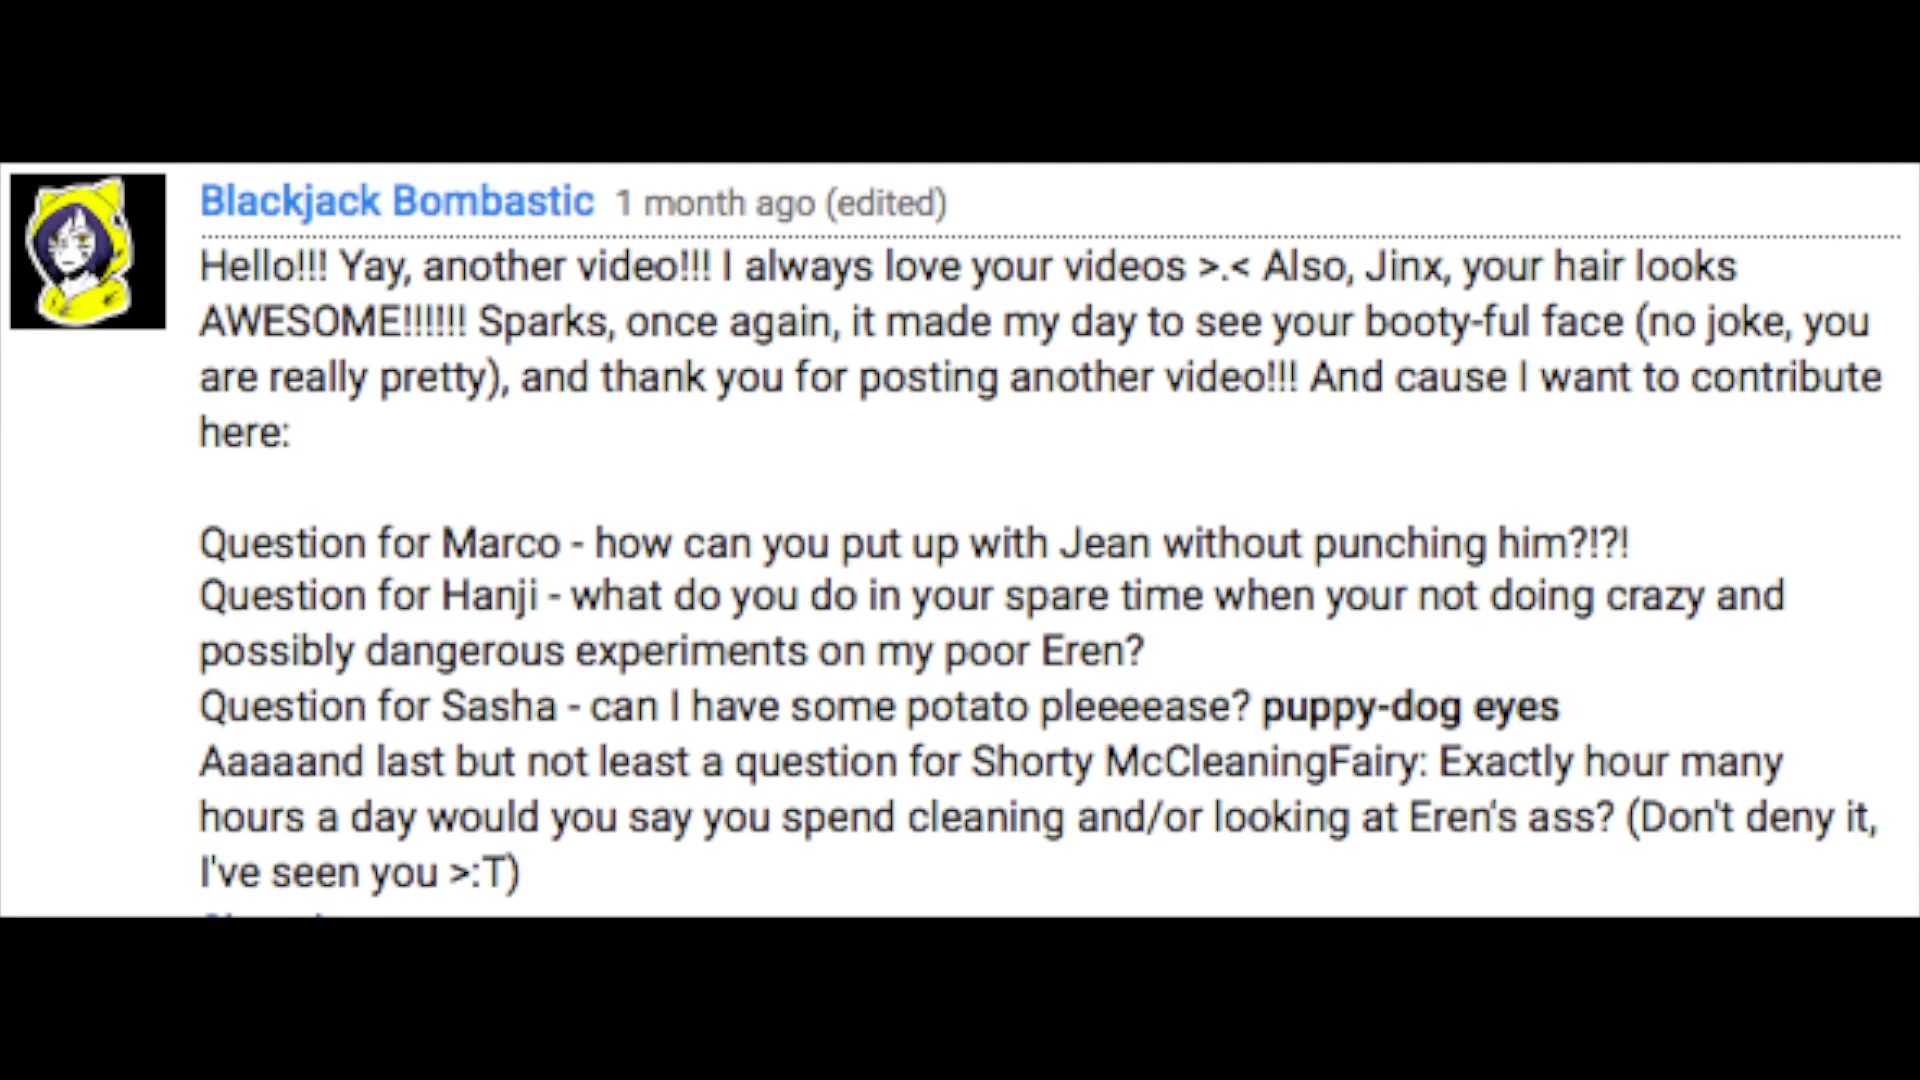 Blackjack Bombastic 1 month ago (edited)
Hello!!! Yay, another video!!! I always love your videos >.< Also, Jinx, your hair looks
AWESOME!!!!!! Sparks, once again, it made my day to see your booty-ful face (no joke, you
are really pretty), and thank you for posting another video!!! And cause I want to contribute
here:
Question for Marco - how can you put up with Jean without punching him?!?!
Question for Hanji - what do you do in your spare time when your not doing crazy and
possibly dangerous experiments on my poor Eren?
Question for Sasha - can I have some potato pleeeease? puppy-dog eyes
Aaaaand last but not least a question for Shorty McCleaningFairy: Exactly hour many
hours a day would you say you spend cleaning and/or looking at Eren's ass? (Don't deny it,
I've seen you >:T)